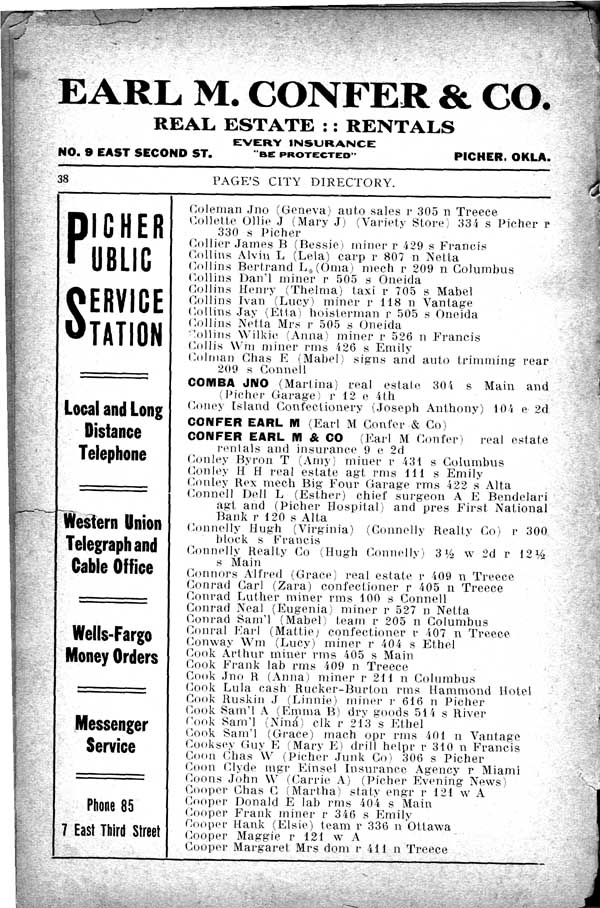 EARL M. CONFER & CO.
REAL ESTATE :: RENTALS
EVERY INSURANCE
NO. 9 EAST SECOND ST. "BE PROTECTED" PICHER, OKLA.
38 PAGE'S CITY DIRECTORY.
PICHER
PUBLIC
SERVICE
STATION
Local and Long
Distance
Telephone
Western Union
Telegraph and
Cable Office
Wells-Fargo
Money Orders
Messenger
Service
Phone 85
7 East Third Street
Coleman Jno (Geneva) auto sales r 305 n Treece
Collette Ollie J (Mary J) (Variety Store) 334 s Picher r
330 s Picher
Collier James B (Bessie) miner r 429 s Francis
Collins Alvin L (Lela) carp r 807 n Netta
Collins Bertrand L. (Oma) mech r 209 n Columbus
Collins Dan'l miner r 505 s Oneida
Collins Henry (Thelma) taxi r 705 s Mabel
Collins Ivan (Lucy) miner r 118 n Vantage
Collins Jay (Etta) hoisterman r 505 s Oneida
Collins Netta Mrs r 505 s Oneida
Collins Wilkie (Anna) miner r 526 n Francis
Collis Wm miner rms 426 s Emily
Colman Chas E (Mabel) signs and auto trimming rear
209 s Connell
COMBA JNO (Martina) real estate 304 s Main and
(Picher Garage) r 12 e 4th
Coney Island Confectionery (Joseph Anthony) 104 e 2d
CONFER EARL M (Earl M Confer & Co)
CONFER EARL M & CO (Earl M Confer) real estate
rentals and insurance 9 e 2d
Conley Byron T (Amy) miner r 431 s Columbus
Conley H H real estate agt rms 111 s Emily
Conley Rex mech Big Four Garage rms 422 s Alta
Connell Dell L (Esther) chief surgeon A E Bendelari
agt and (Picher Hospital) and pres First National
Bank r 120 s Alta
Connelly Hugh (Virginia) (Connelly Realty Co) r 300
block s Francis
Connelly Realty Co (Hugh Connelly) 3½ w 2d r 12½
s Main
Connors Alfred (Grace) real estate r 409 n Treece
Conrad Carl (Zara) confectioner r 405 n Treece
Conrad Luther miner rms 100 s Connell
Conrad Neal (Eugenia) miner r 527 n Netta
Conrad Sam'l (Mabel) team r 205 n Columbus
Conral Earl (Mattie) confectioner r 407 n Treece
Conway Wm (Lucy) miner r 404 s Ethel
Cook Arthur miner rms 405 s Main
Cook Frank lab rms 409 n Treece
Cook Jno R (Anna) miner r 211 n Columbus
Cook Lula cash Rucker-Burton rms Hammond Hotel
Cook Ruskin J (Linnie) miner r 616 n Picher
Cook Sam'l A (Emma B) dry goods 514 s River
Cook Sam'l (Nina) clk r 213 s Ethel
Cook Sam'l (Grace) mach opr rms 401 n Vantage
Cooksey Guy E (Mary E) drill helpr r 310 n Francis
Coon Chas W (Picher Junk Co) 306 s Picher
Coon Clyde mgr Einsel Insurance Agency r Miami
Coons John W (Carrie A) (Picher Evening News)
Cooper Chas C (Martha) staty engr r 121 w A
Cooper Donald E lab rms 404 s Main
Cooper Frank miner r 346 s Emily
Cooper Hank (Elsie) team r 336 n Ottawa
Cooper Maggie r 121 w A
Cooper Margaret Mrs dom r 411 n Treece